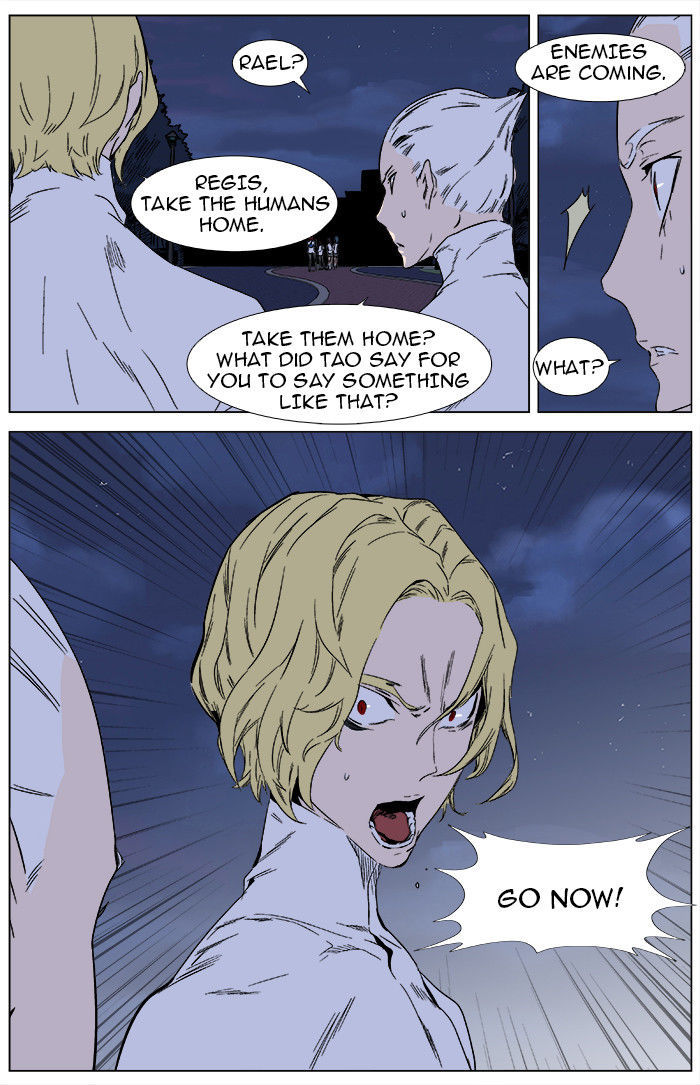 RAEL?
REGIS,
TAKE THE HUMANS
HOME.
TAKE THEM HOME?
WHAT DID TAO SAY FOR
YOU TO SAY SOMETHING
LIKE THAT?
ENEMIES
ARE COMING.
WHAT?
GO NOW!